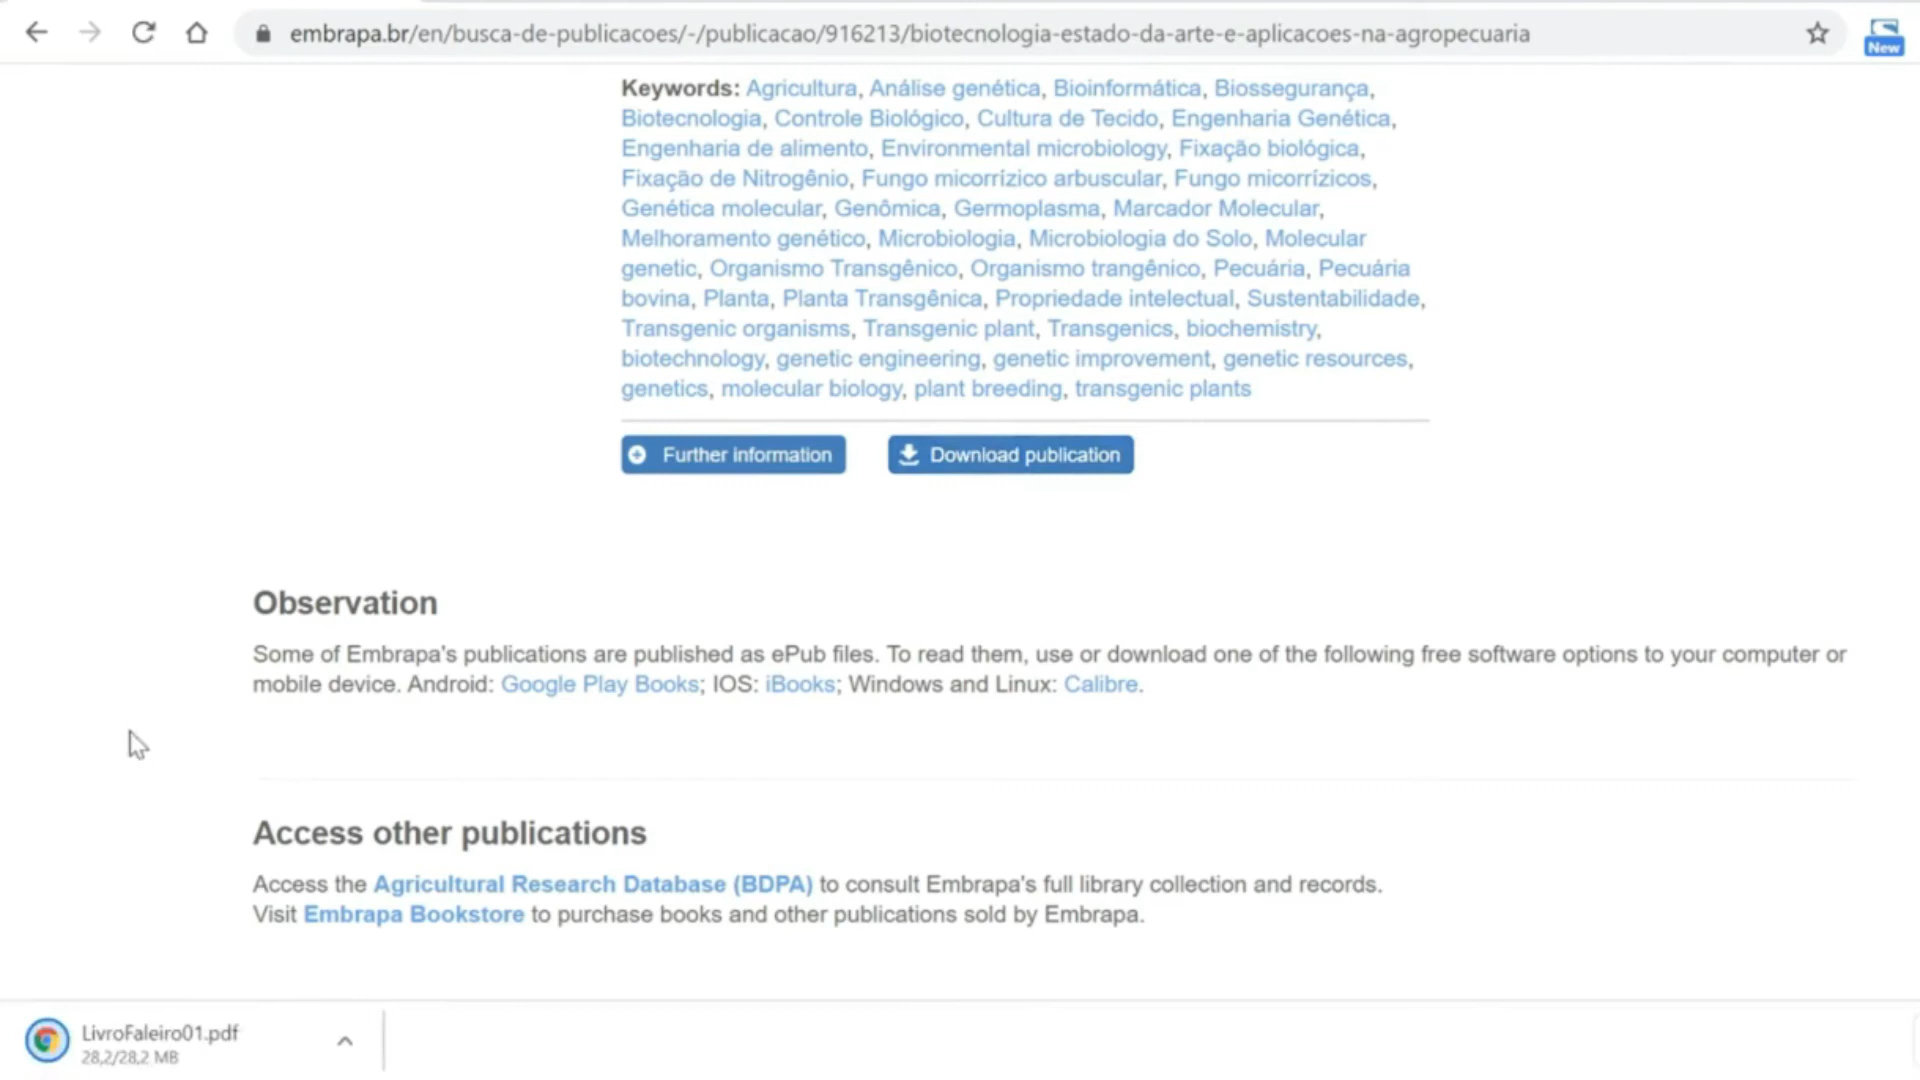 embrapa.br/en/busca-de-publicacoes/-/publicacao/916213/biotecnologia-estado-da-arte-e-aplicacoes-na-agropecuaria
New
Keywords: Agricultura, Análise genética, Bioinformática, Biossegurança,
Biotecnologia, Controle Biológico, Cultura de Tecido, Engenharia Genética,
Engenharia de alimento, Environmental microbiology, Fixação biológica,
Fixação de Nitrogênio, Fungo micorrízico arbuscular, Fungo micorrízicos,
Genética molecular, Genômica, Germoplasma, Marcador Molecular,
Melhoramento genético, Microbiologia, Microbiologia do Solo, Molecular
genetic, Organismo Transgênico, Organismo trangênico, Pecuária, Pecuária
bovina, Planta, Planta Transgênica, Propriedade intelectual, Sustentabilidade,
Transgenic organisms, Transgenic plant, Transgenics, biochemistry,
biotechnology, genetic engineering, genetic improvement, genetic resources,
genetics, molecular biology, plant breeding, transgenic plants
Further information
Download publication
Observation
Some of Embrapa's publications are published as ePub files. To read them, use or download one of the following free software options to your computer or
mobile device. Android: Google Play Books; IOS: iBooks; Windows and Linux: Calibre.
Access other publications
Access the Agricultural Research Database (BDPA) to consult Embrapa's full library collection and records.
Visit Embrapa Bookstore to purchase books and other publications sold by Embrapa.
LivroFaleiro01.pdf
28,2/28,2 MB